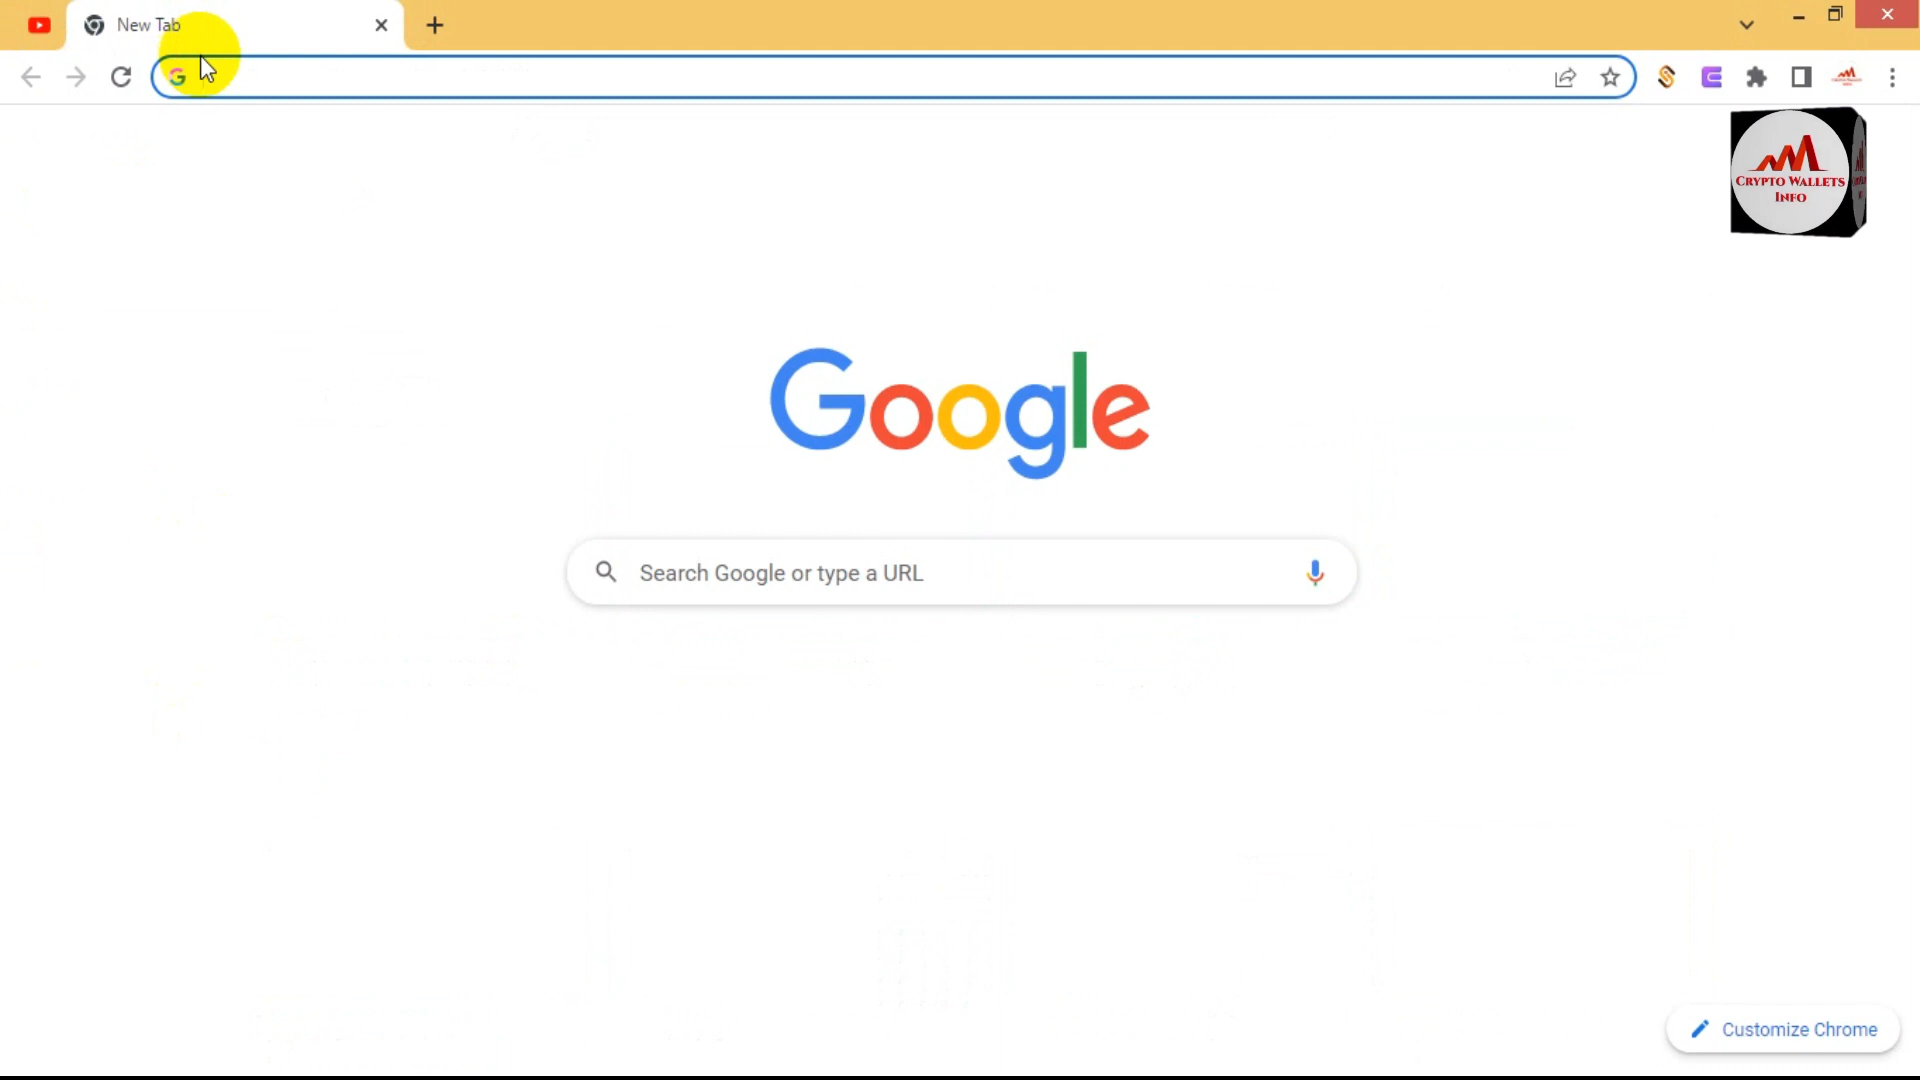 New Tab
CRYPTO WALLETS
INFO
Google
Search Google or type a URL
Customize Chrome